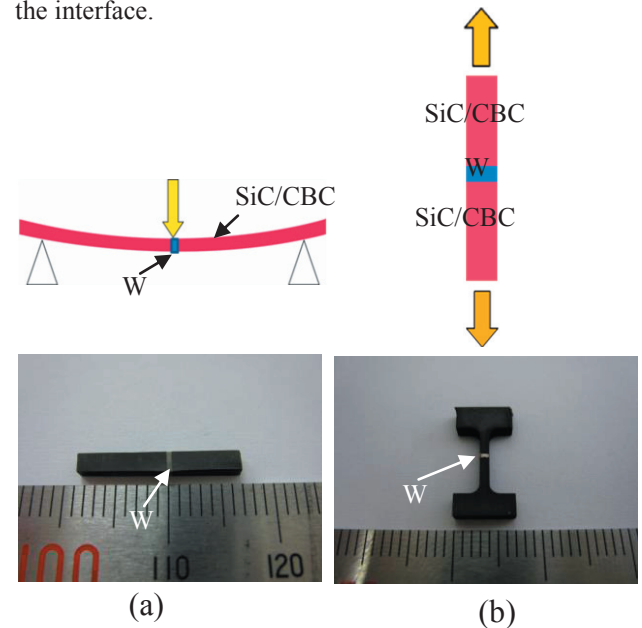 the interface.
SiC/CBC
W
SiC/CBC
SiC/CBC
W
W
W
100 110 120
(a)
(b)